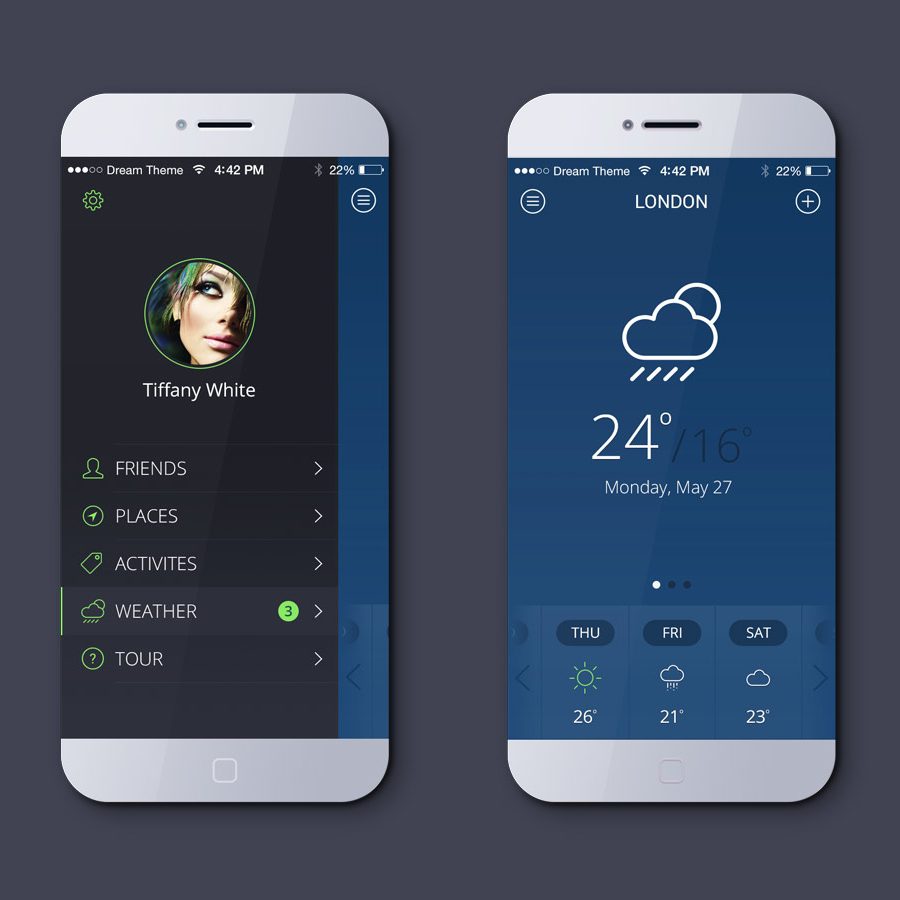 Dream Theme 4:42 PM 22%
Tiffany White
FRIENDS
PLACES
ACTIVITES
WEATHER 3
? TOUR
Dream Theme 4:42 PM 22%
LONDON
24°/16°
Monday, May 27
THU FRI SAT
26° 21° 23°